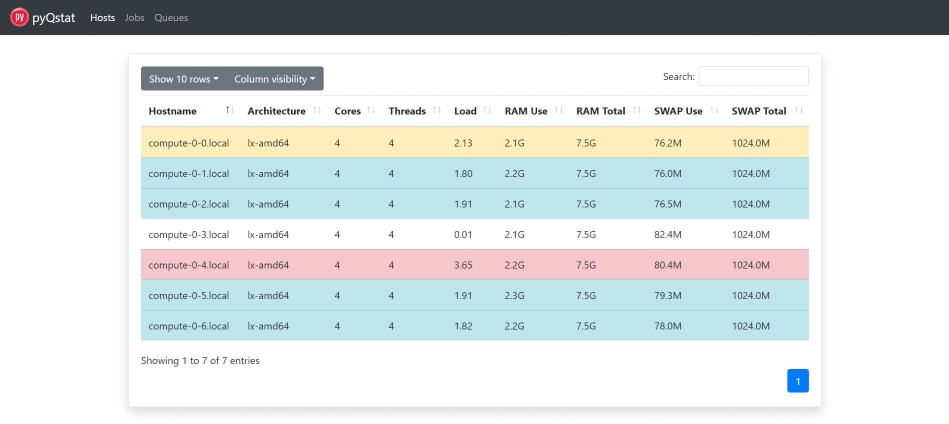 py pyQstat Hosts Jobs Queues
Show 10 rows Column visibility Search:
Hostname Architecture Cores Threads Load RAM Use RAM Total SWAP Use SWAP Total
compute-0-0.local lx-amd64 4 4 2.13 2.1G 7.5G 76.2M 1024.0M
compute-0-1.local lx-amd64 4 4 1.80 2.2G 7.5G 76.0M 1024.0M
compute-0-2.local lx-amd64 4 4 1.91 2.1G 7.5G 76.5M 1024.0M
compute-0-3.local lx-amd64 4 4 0.01 2.1G 7.5G 82.4M 1024.0M
compute-0-4.local lx-amd64 4 4 3.65 2.2G 7.5G 80.4M 1024.0M
compute-0-5.local lx-amd64 4 4 1.91 2.3G 7.5G 79.3M 1024.0M
compute-0-6.local lx-amd64 4 4 1.82 2.2G 7.5G 78.0M 1024.0M
Showing 1 to 7 of 7 entries
1